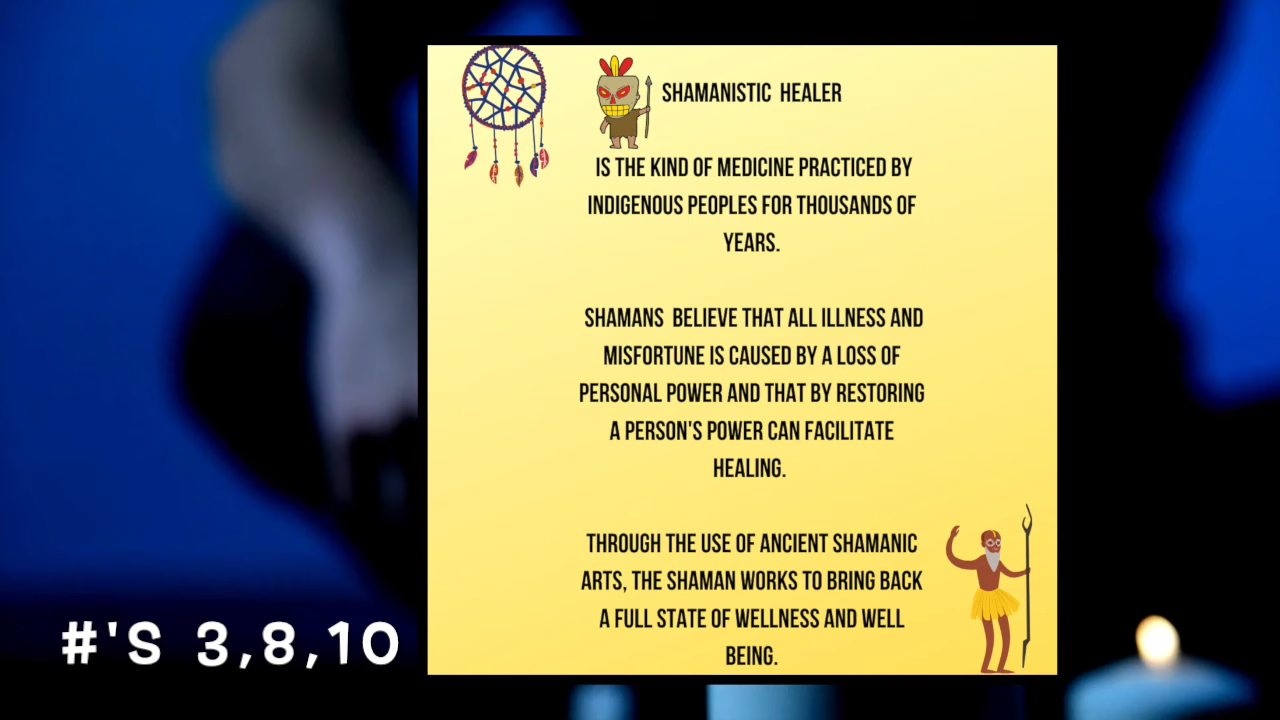 SHAMANISTIC HEALER
IS THE KIND OF MEDICINE PRACTICED BY
INDIGENOUS PEOPLES FOR THOUSANDS OF
YEARS.
SHAMANS BELIEVE THAT ALL ILLNESS AND
MISFORTUNE IS CAUSED BY A LOSS OF
PERSONAL POWER AND THAT BY RESTORING
A PERSON'S POWER CAN FACILITATE
HEALING.
THROUGH THE USE OF ANCIENT SHAMANIC
ARTS, THE SHAMAN WORKS TO BRING BACK
A FULL STATE OF WELLNESS AND WELL
BEING.
#'S 3,8,10